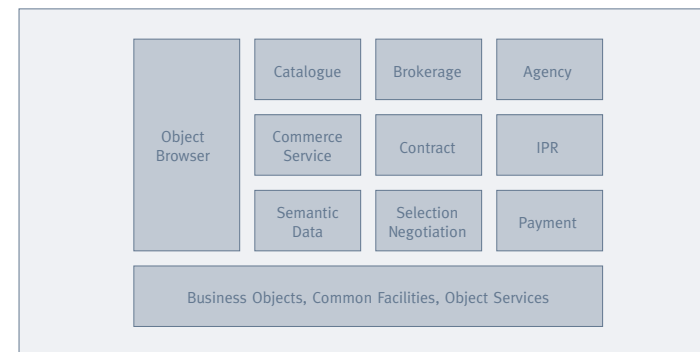 Object
Browser
Catalogue
Brokerage
Agency
Commerce
Service
Contract
IPR
Semantic
Data
Selection
Negotiation
Payment
Business Objects, Common Facilities, Object Services